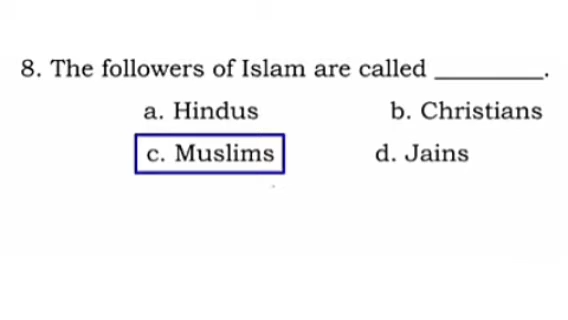 8. The followers of Islam are called _________.
a. Hindus b. Christians
c. Muslims d. Jains